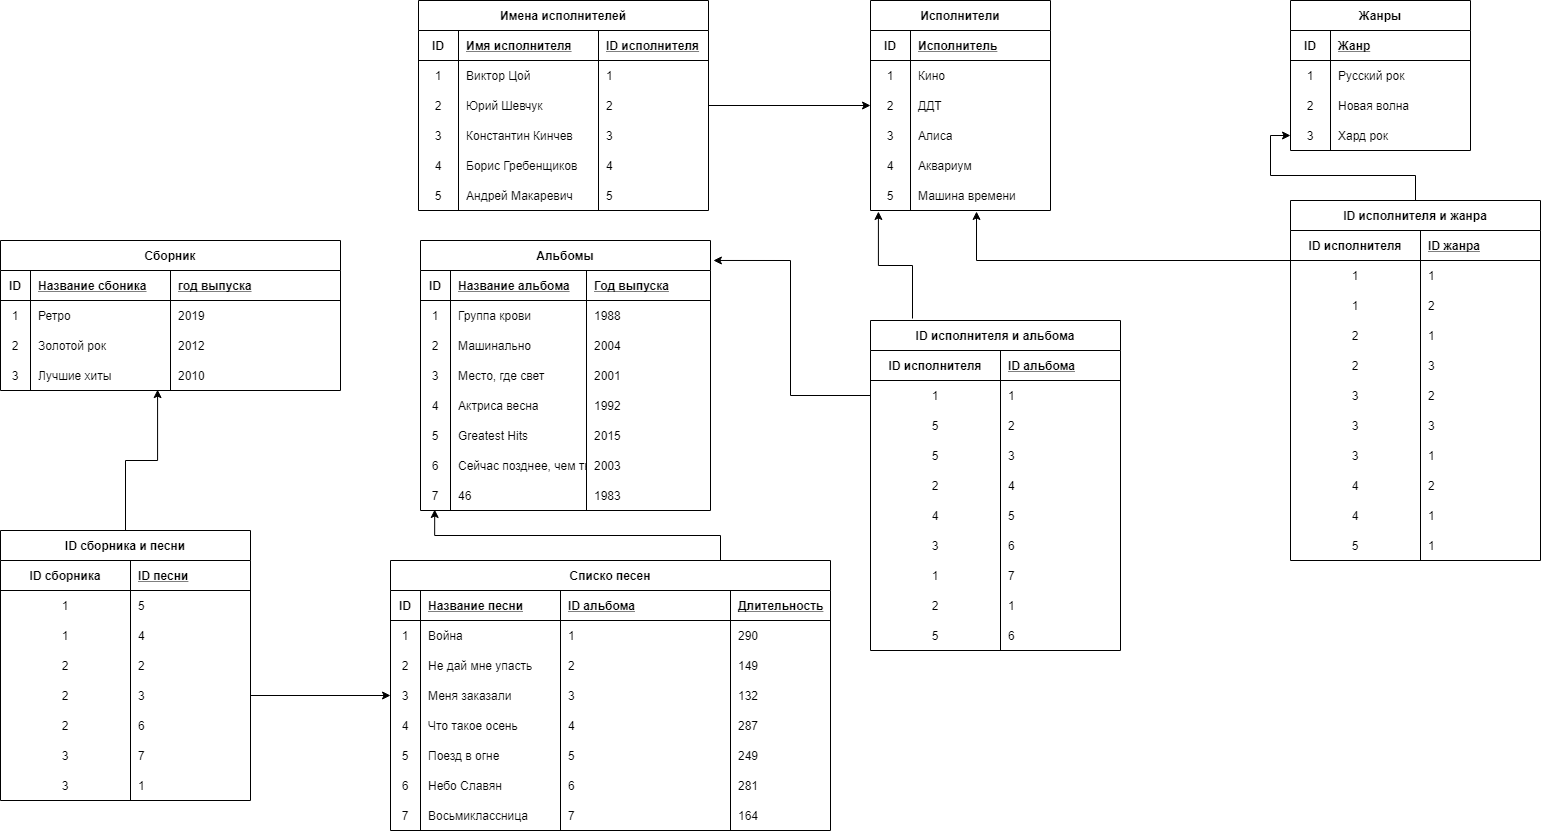 Имена исполнителей
ID Имя исполнителя ID исполнителя
1 Виктор Цой 1
2 Юрий Шевчук 2
3 Константин Кинчев 3
4 Борис Гребенщиков 4
5 Андрей Макаревич 5
Исполнители
ID Исполнитель
1 Кино
2 ДДТ
3 Алиса
4 Аквариум
5 Машина времени
Жанры
ID Жанр
1 Русский рок
2 Новая волна
3 Хард рок
ID исполнителя и жанра
ID исполнителя ID жанра
1 1
1 2
2 1
2 3
3 2
3 3
3 1
4 2
4 1
5 1
Сборник
ID Название сбоника год выпуска
1 Ретро 2019
2 Золотой рок 2012
3 Лучшие хиты 2010
Альбомы
ID Название альбома Год выпуска
1 Группа крови 1988
2 Машинально 2004
3 Место, где свет 2001
4 Актриса весна 1992
5 Greatest Hits 2015
6 Сейчас позднее, чем 2003
7 46 1983
ID исполнителя и альбома
ID исполнителя ID альбома
1 1
5 2
5 3
2 4
4 5
3 6
1 7
2 1
5 6
ID сборника и песни
ID сборника ID песни
1 5
1 4
2 2
2 3
2 6
3 7
3 1
Списко песен
ID Название песни ID альбома Длительность
1 Война 1 290
2 Не дай мне упасть 2 149
3 Меня заказали 3 132
4 Что такое осень 4 287
5 Поезд в огне 5 249
6 Небо Славян 6 281
7 Восьмиклассница 7 164